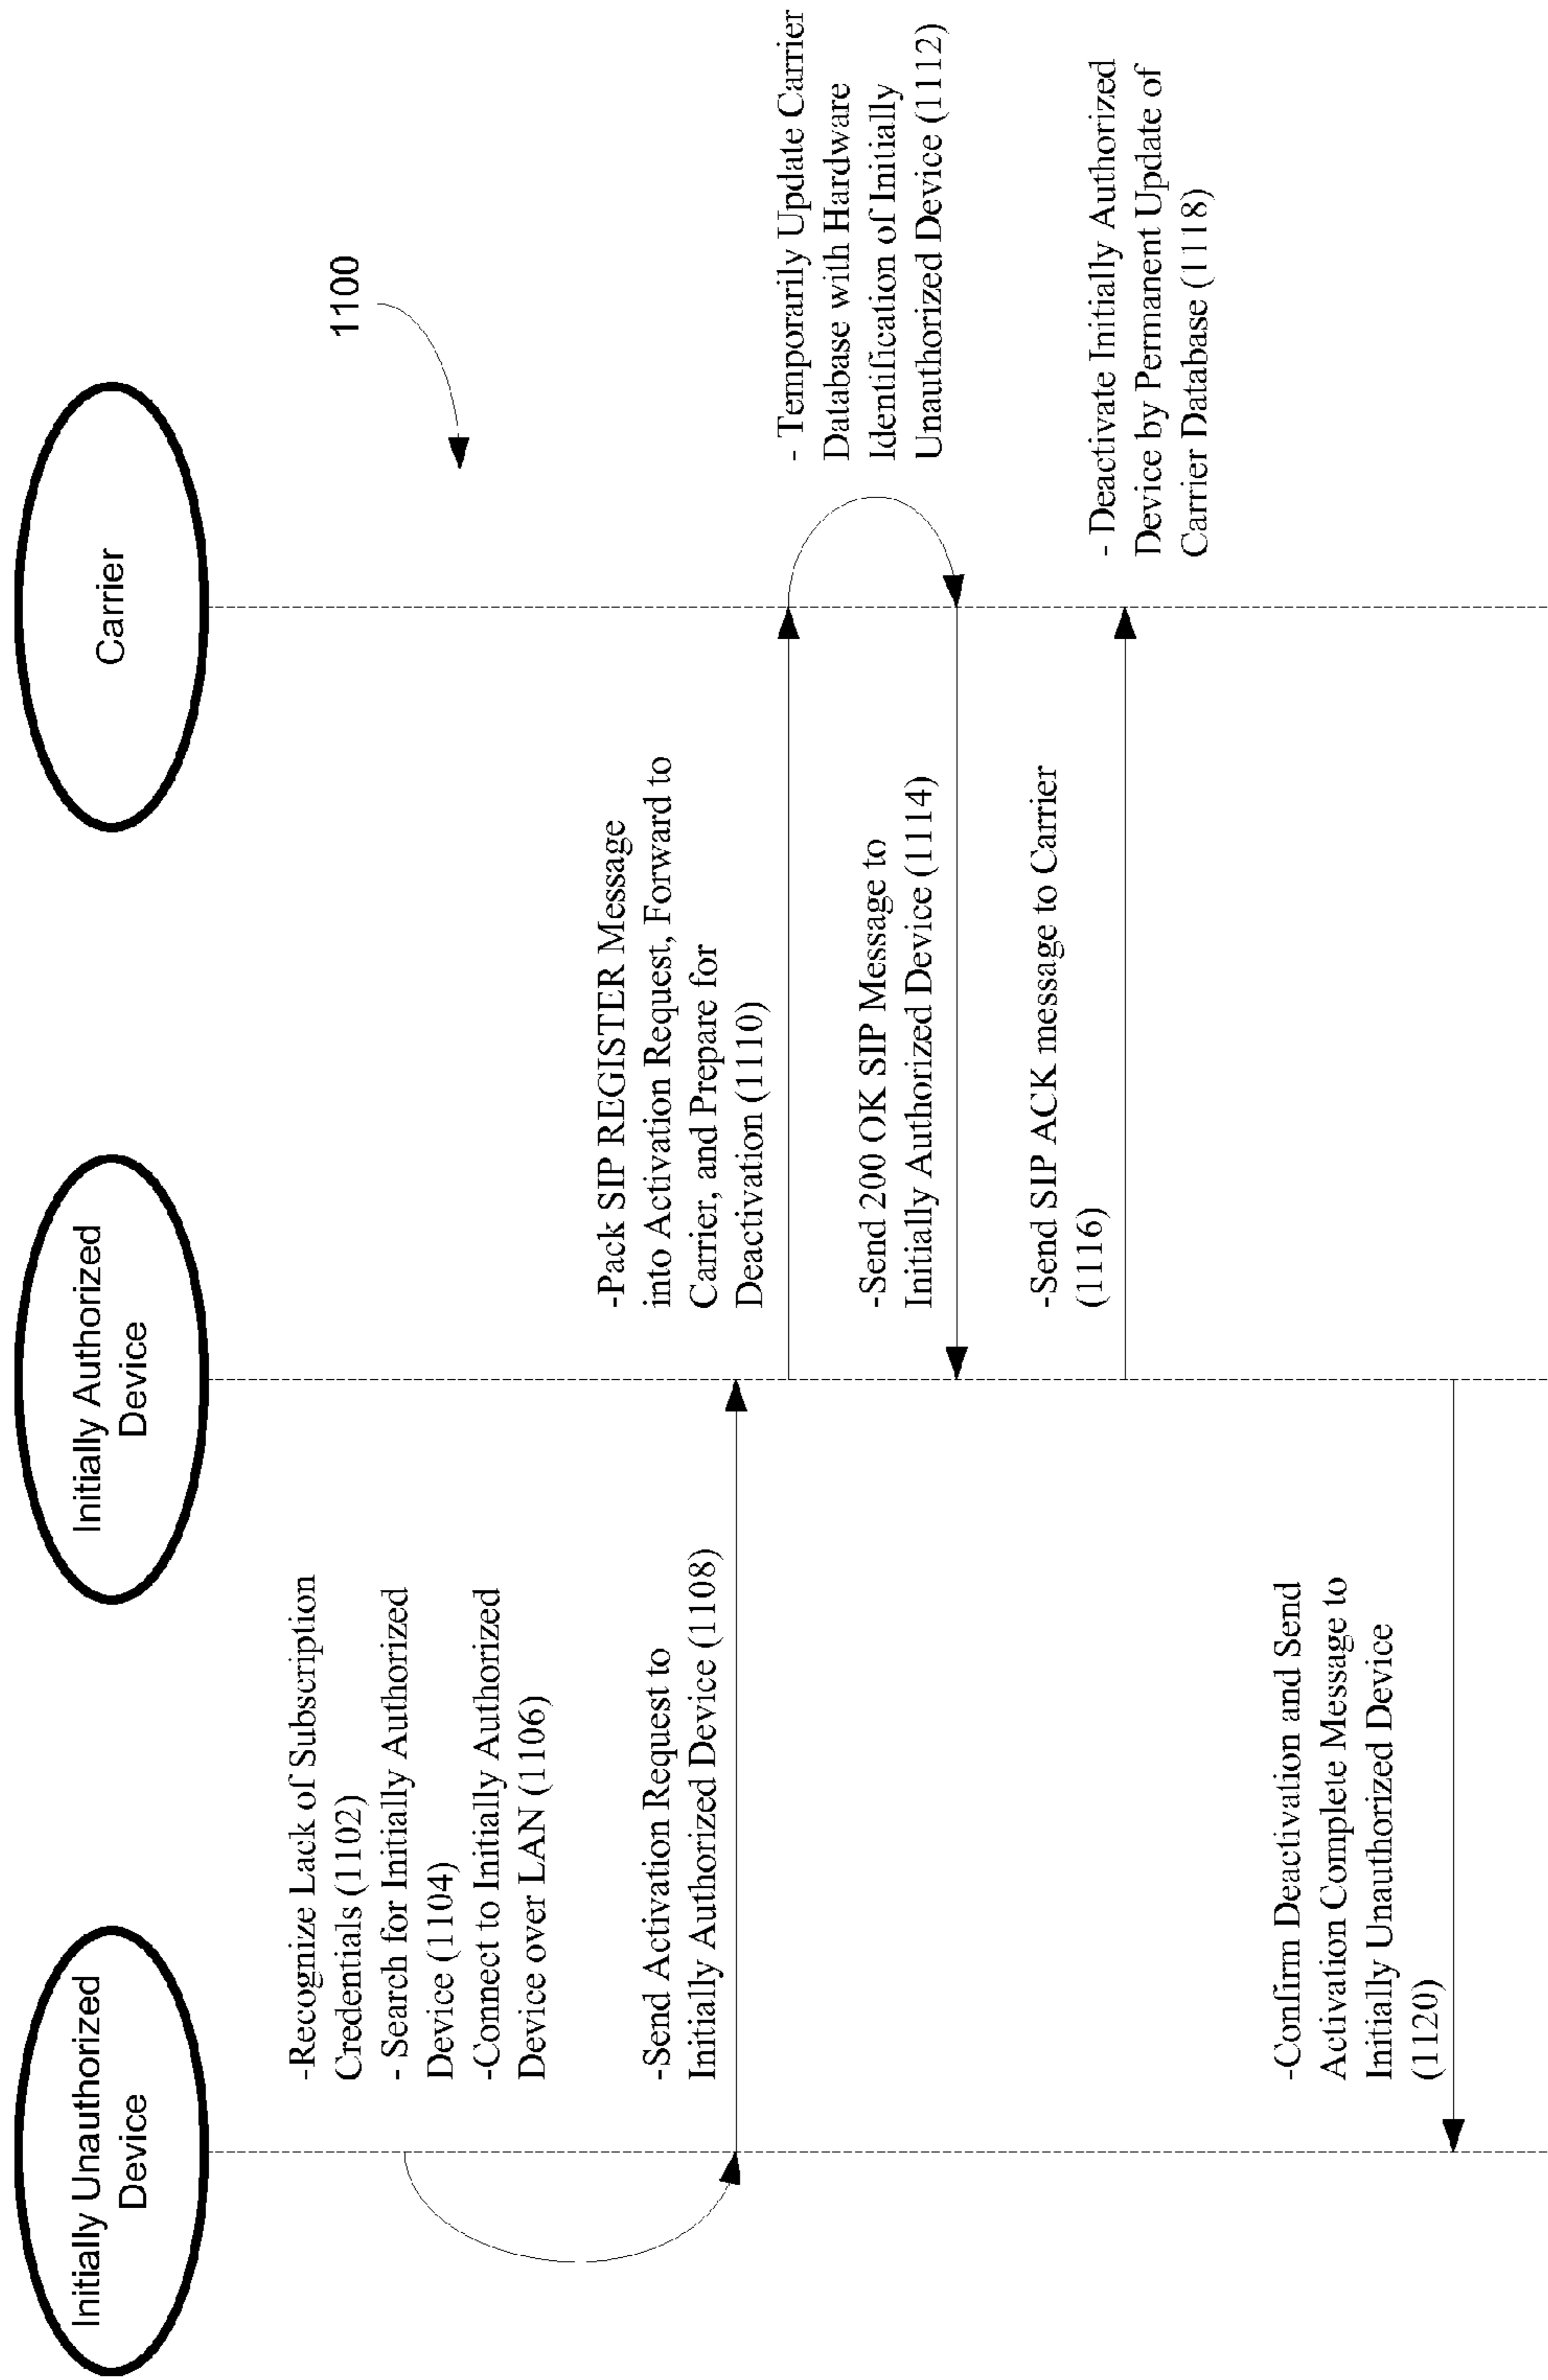 Initially Unauthorized
Device
Initially Authorized
Device
Carrier
1100
-Recognize Lack of Subscription
Credentials (1102)
- Search for Initially Authorized
Device (1104)
-Connect to Initially Authorized
Device over LAN (1106)
-Send Activation Request to
Initially Authorized Device (1108)
-Pack SIP REGISTER Message
into Activation Request, Forward to
Carrier, and Prepare for
Deactivation (1110)
- Temporarily Update Carrier
Database with Hardware
Identification of Initially
Unauthorized Device (1112)
-Send 200 OK SIP Message to
Initially Authorized Device (1114)
-Send SIP ACK message to Carrier
(1116)
- Deactivate Initially Authorized
Device by Permanent Update of
Carrier Database (1118)
-Confirm Deactivation and Send
Activation Complete Message to
Initially Unauthorized Device
(1120)